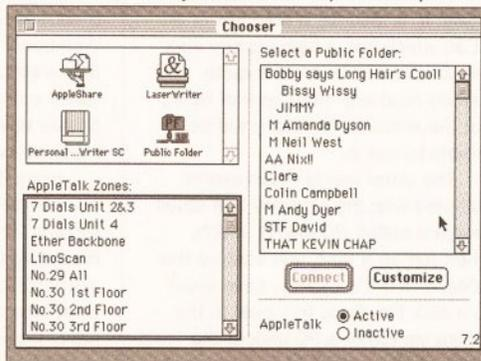 Chooser
AppleShare
LaserWriter
Personal ...Writer SC
Public Folder
AppleTalk Zones:
7 Dials Unit 2&3
7 Dials Unit 4
Ether Backbone
LinoScan
No.29 All
No.30 1st Floor
No.30 2nd Floor
No.30 3rd Floor
Select a Public Folder:
Bobby says Long Hair's Cool!
Bissy Wissy
JIMMY
M Amanda Dyson
M Neil West
AA Nix!!
Clare
Colin Campbell
M Andy Dyer
STF David
THAT KEVIN CHAP
Connect
Customize
AppleTalk
Active
Inactive
7.2